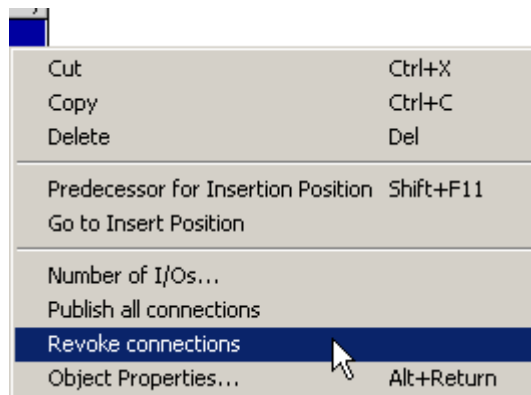 Cut Ctrl+X
Copy Ctrl+C
Delete Del
Predecessor for Insertion Position Shift+F11
Go to Insert Position
Number of I/Os...
Publish all connections
Revoke connections
Object Properties... Alt+Return